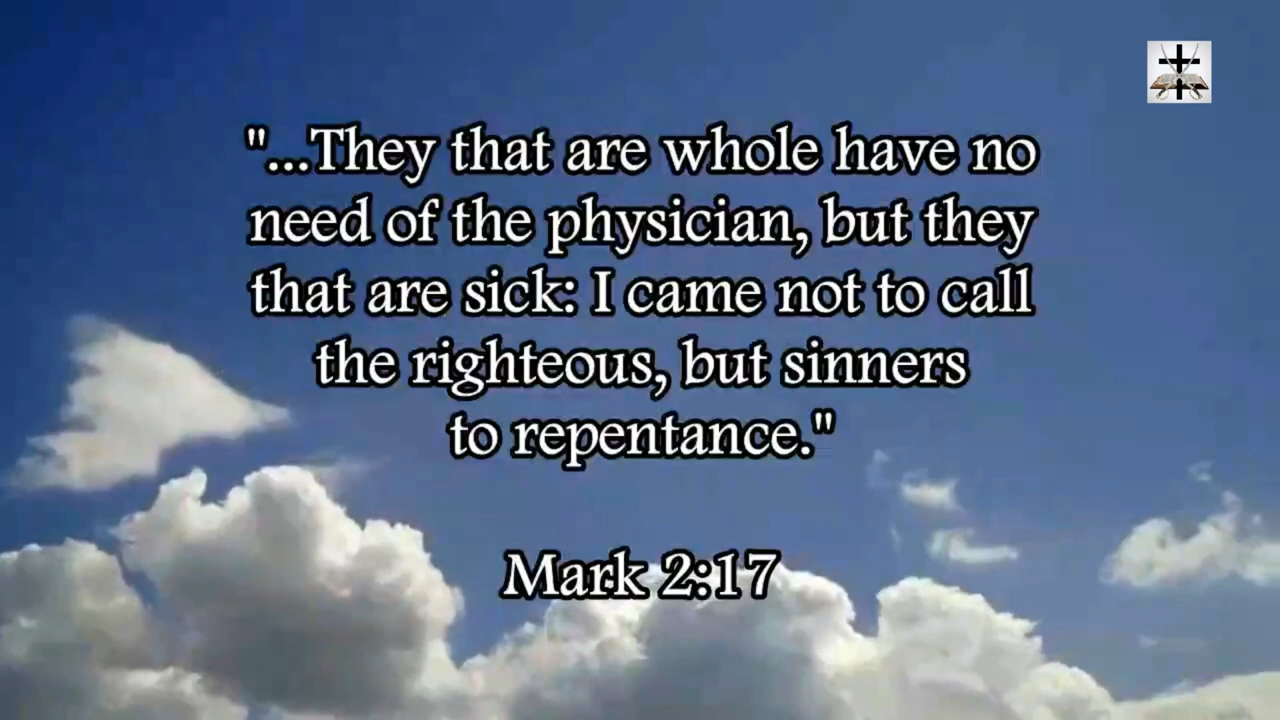 "...They that are whole have no
need of the physician, but they
that are sick: I came not to call
the righteous, but sinners
to repentance."
Mark 2:17